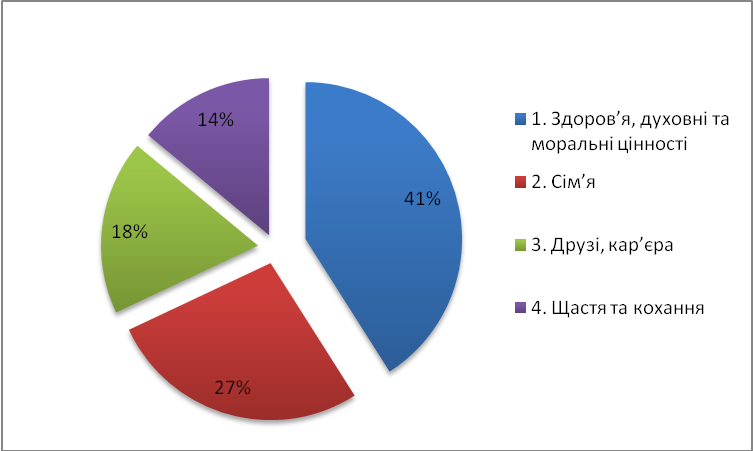 14%
41%
18%
27%
1. Здоров’я, духовні та
моральні цінності
2. Сім’я
3. Друзі, кар’єра
4. Щастя та кохання